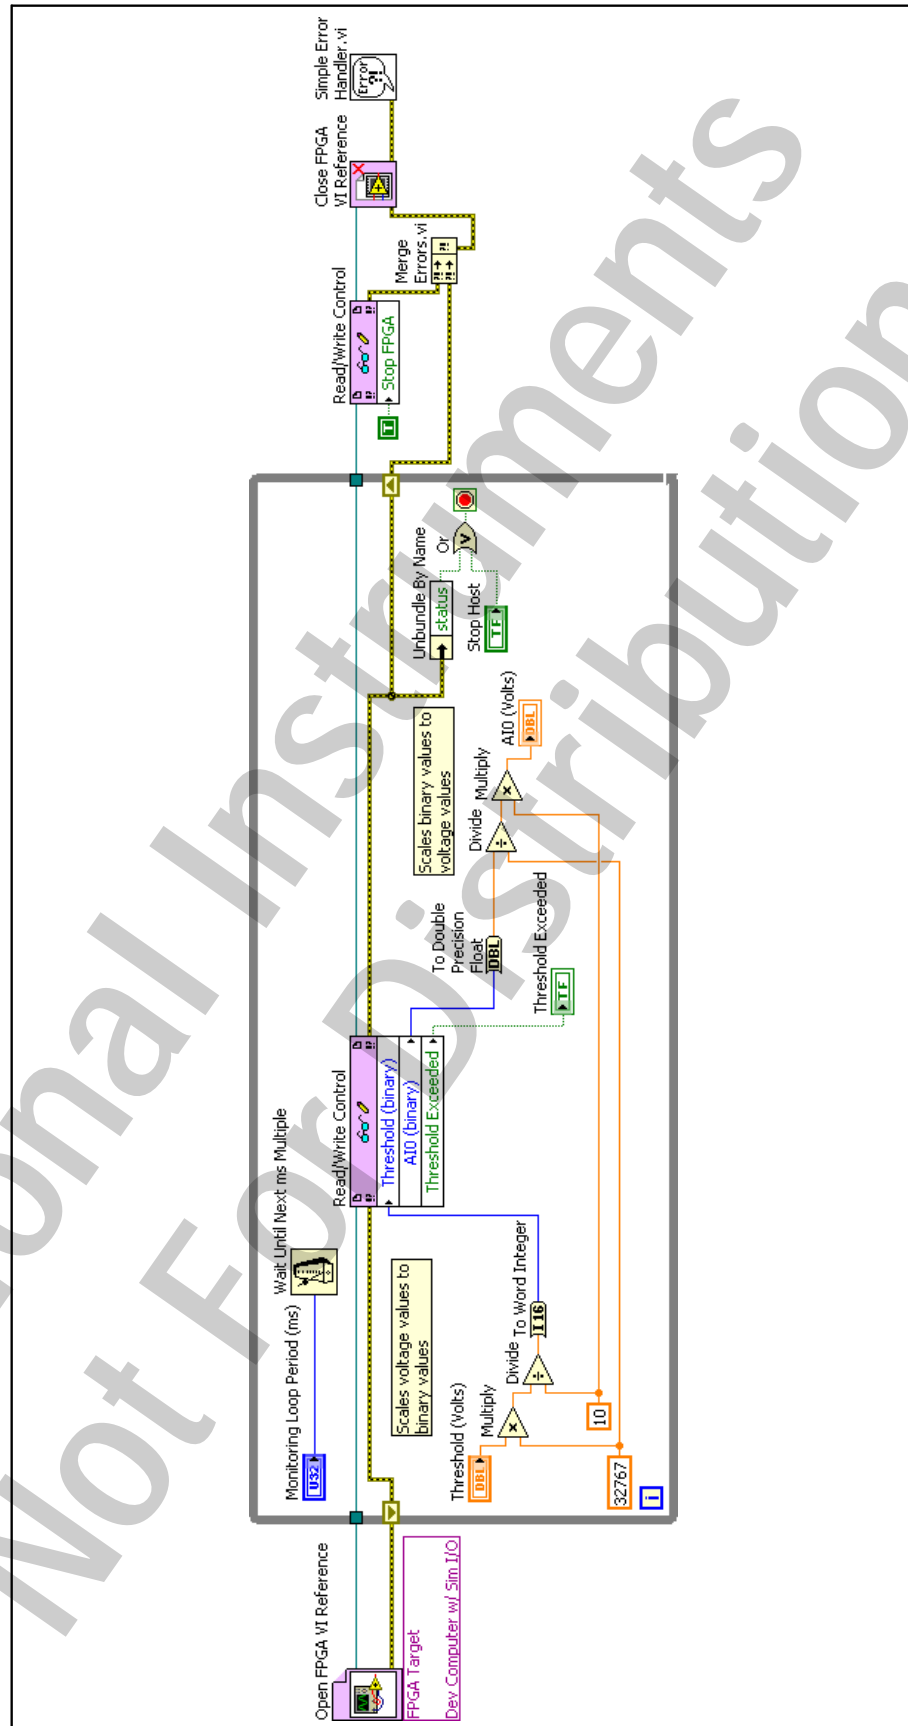 Open FPGA VI Reference
FPGA Target
Dev Computer w/ Sim I/O
Monitoring Loop Period (ms)
U32
Wait Until Next ms Multiple
Scales voltage values to
binary values
Threshold (Volts)
DBL
Multiply
Divide
To Word Integer
I16
10
32767
i
Read/Write Control
Threshold (binary)
AI0 (binary)
Threshold Exceeded
To Double
Precision
Float
DBL
Threshold Exceeded
TF
Scales binary values to
voltage values
Divide
Multiply
AI0 (Volts)
DBL
Unbundle By Name
status
Or
Stop Host
TF
T
Read/Write Control
Stop FPGA
Merge
Errors.vi
Close FPGA
VI Reference
Simple Error
Handler.vi
Error
?!
onal Instruments
Not For Distribution